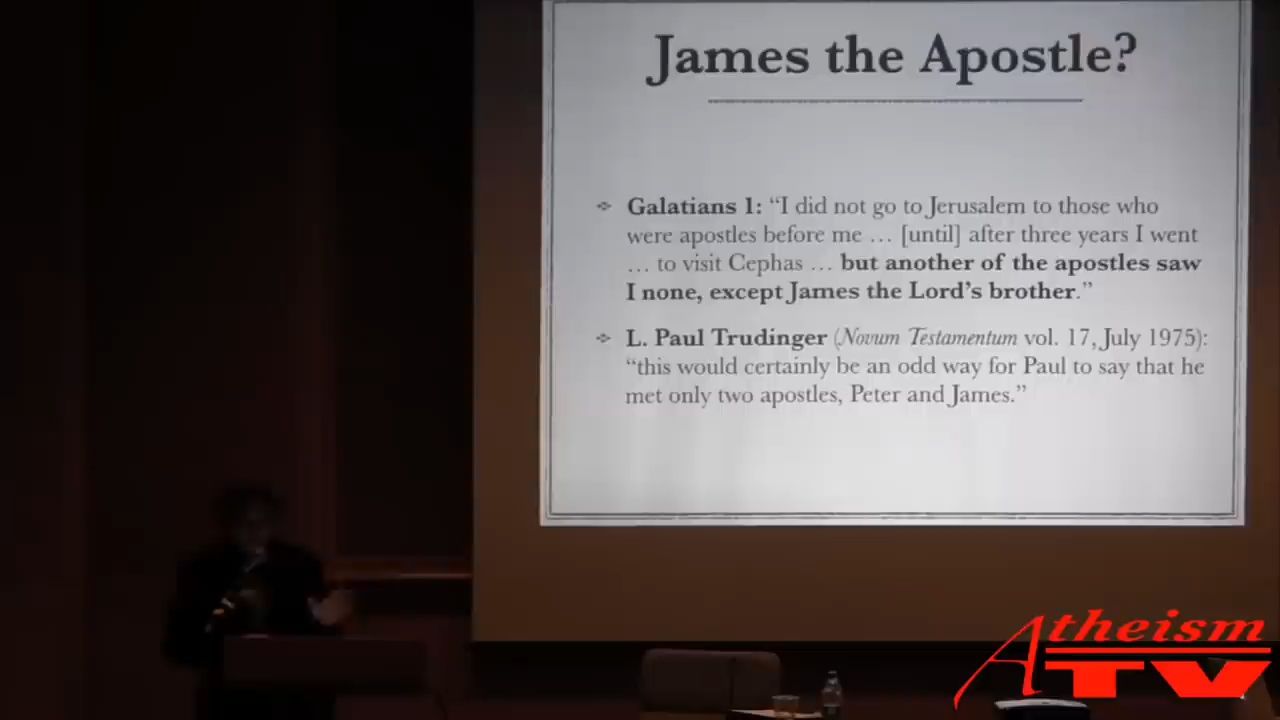 James the Apostle?
Galatians 1: “I did not go to Jerusalem to those who
were apostles before me … [until] after three years I went
… to visit Cephas … but another of the apostles saw
I none, except James the Lord’s brother.”
L. Paul Trudinger (Novum Testamentum vol. 17, July 1975):
“this would certainly be an odd way for Paul to say that he
met only two apostles, Peter and James.”
Atheism
TV